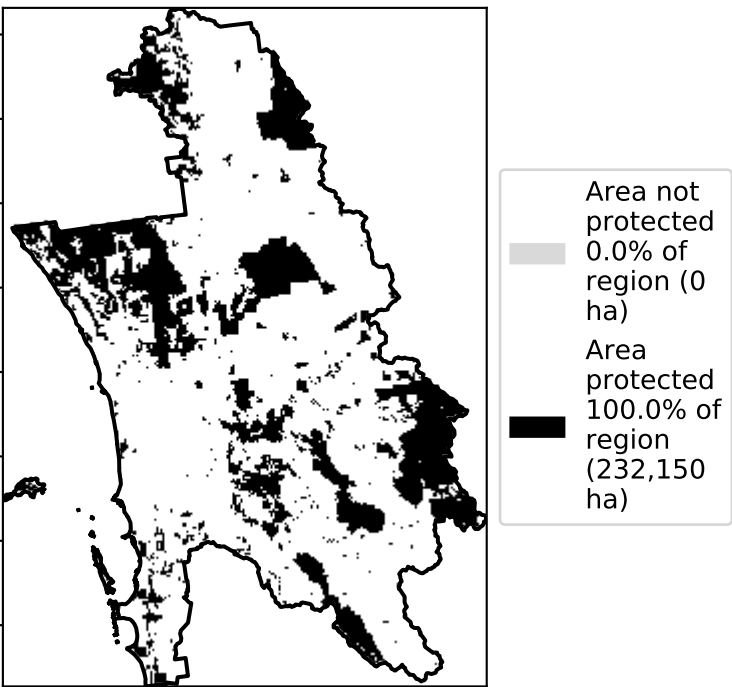 Area not
protected
0.0% of
region (0
ha)
Area
protected
100.0% of
region
(232,150
ha)